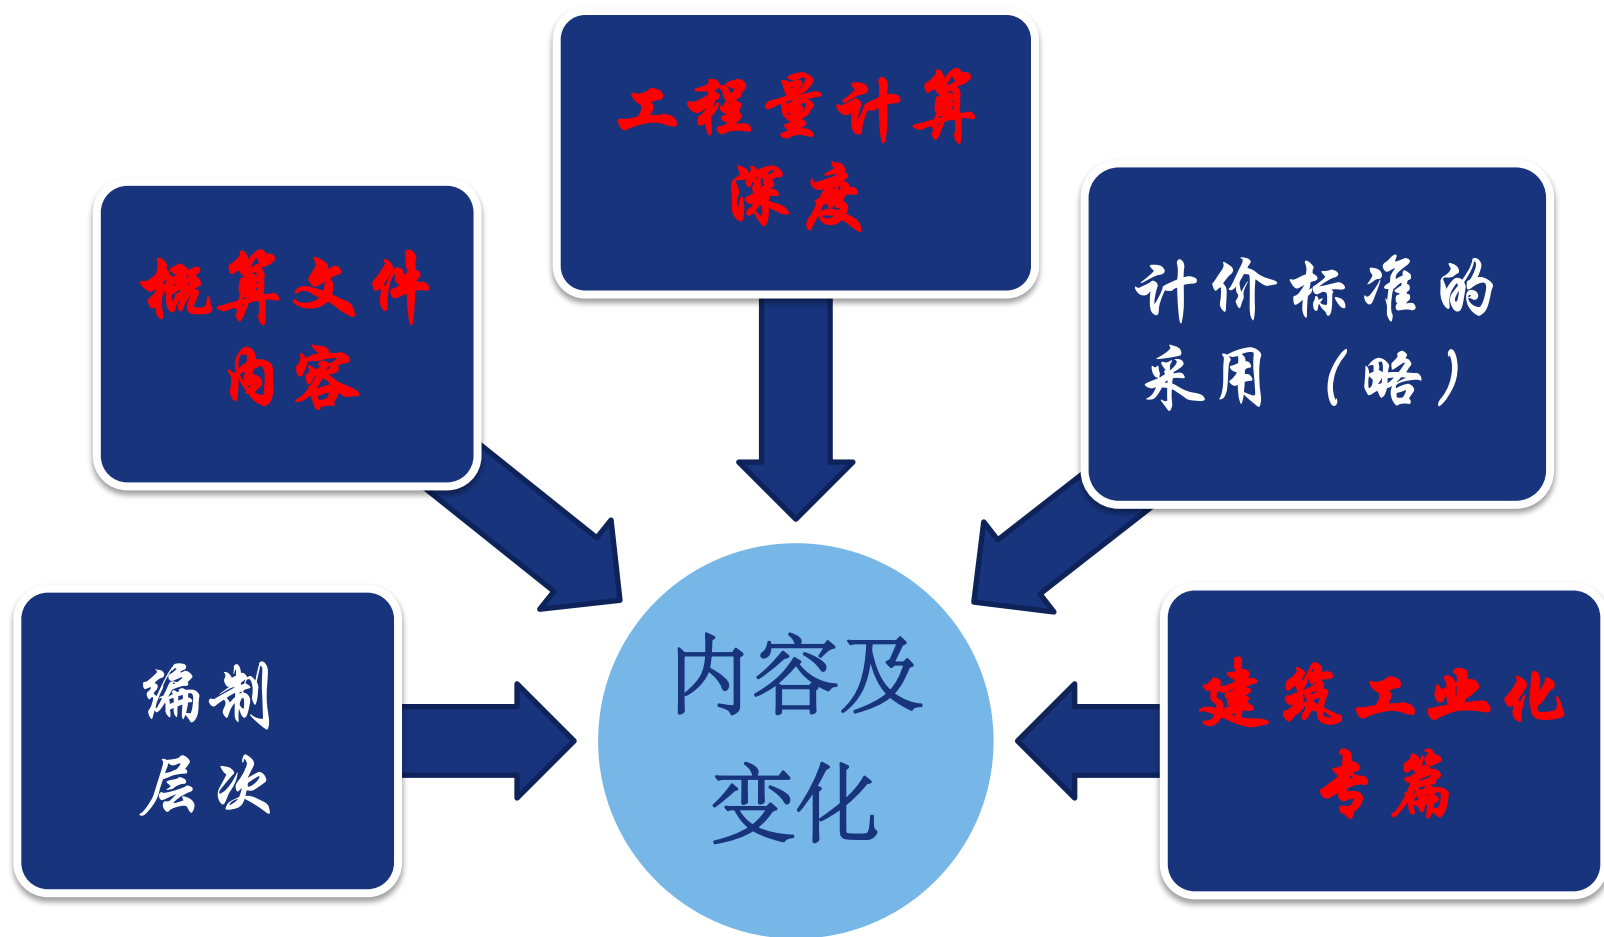 工程量计算
深度
概算文件
内容
计价标准的
采用（略）
编制
层次
内容及
变化
建筑工业化
专篇